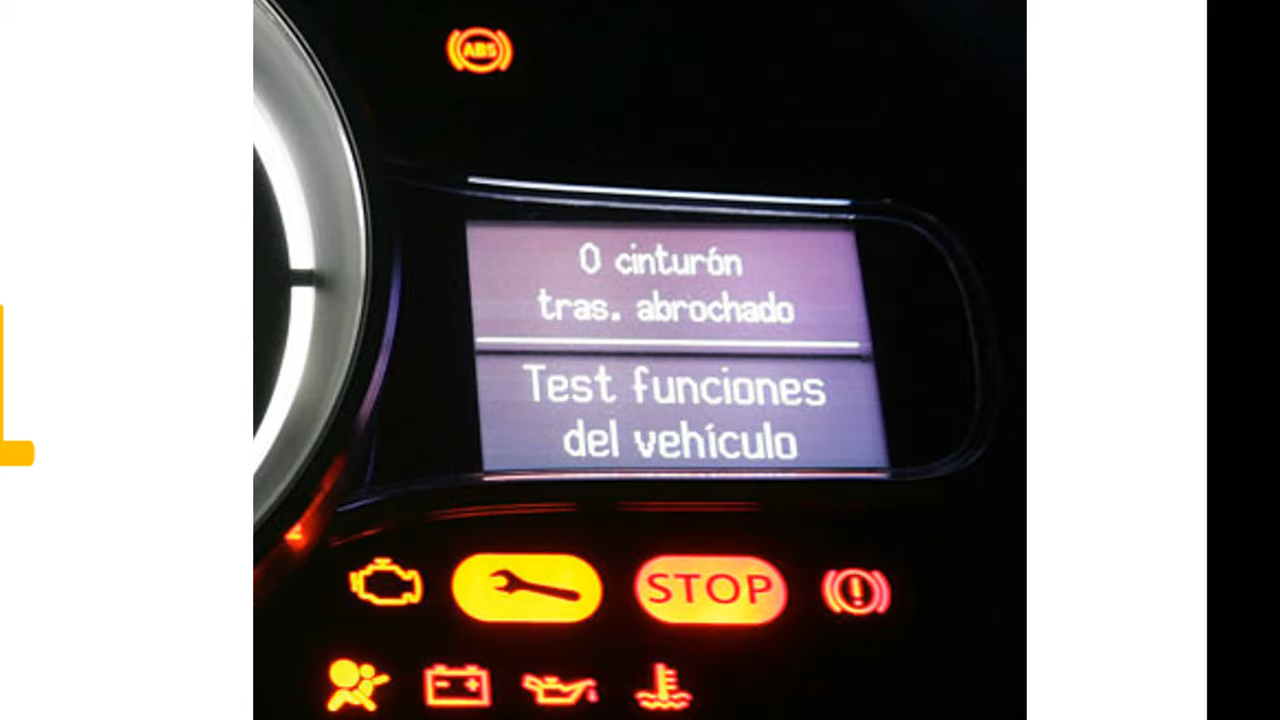 ABS
0 cinturón
tras. abrochado
Test funciones
del vehículo
STOP